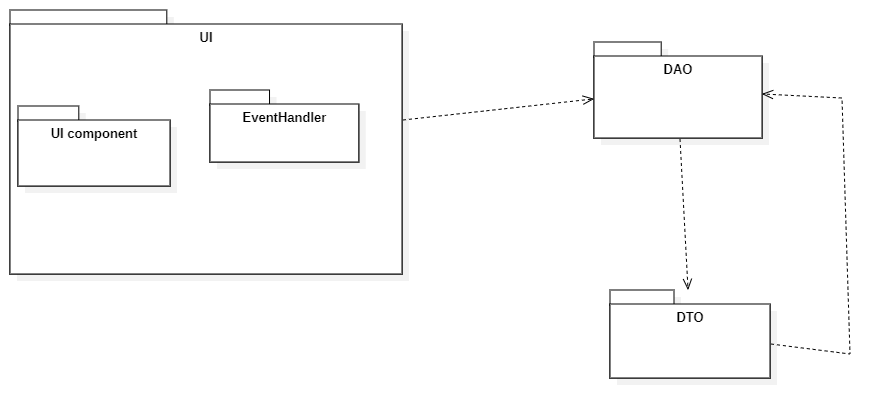 UI
UI component
EventHandler
DAO
DTO